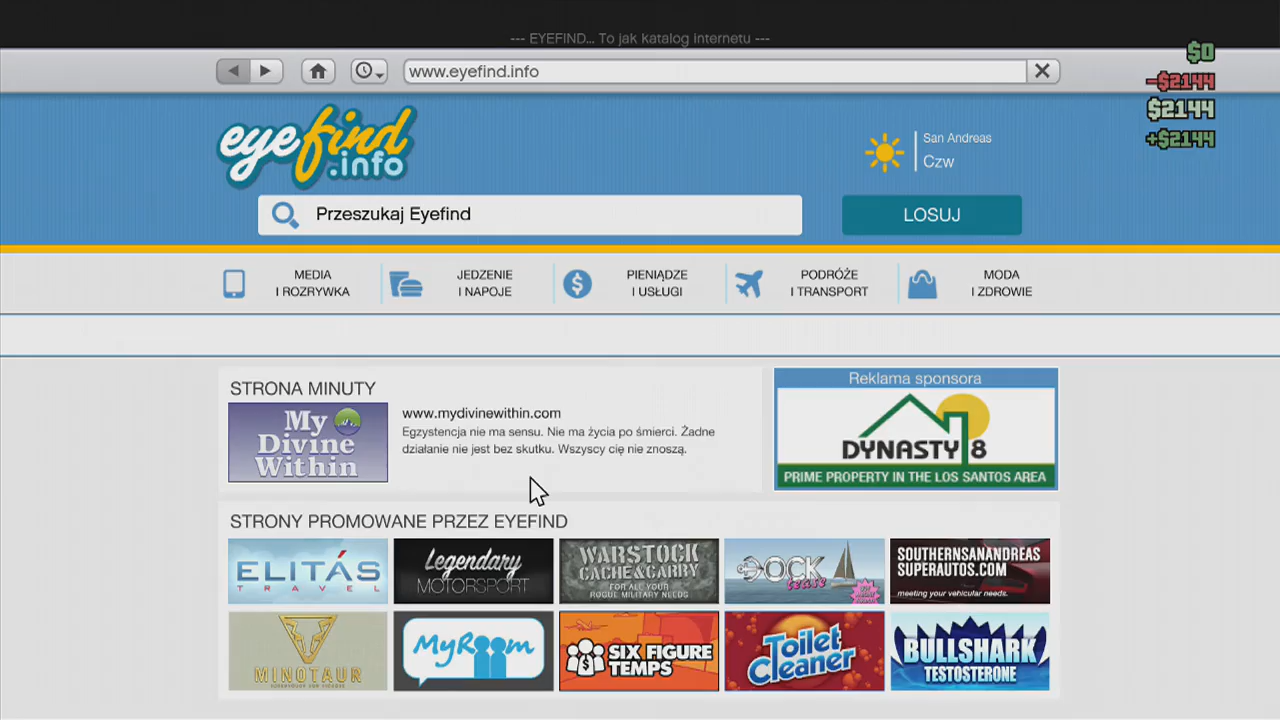 --- EYEFIND... To jak katalog internetu ---
$0
www.eyefind.info
-$2144
$2144
+$2144
eyefind
.info
San Andreas
Czw
Przeszukaj Eyefind
LOSUJ
MEDIA
I ROZRYWKA
JEDZENIE
I NAPOJE
PIENIĄDZE
I USŁUGI
PODRÓŻE
I TRANSPORT
MODA
I ZDROWIE
STRONA MINUTY
My
Divine
Within
www.mydivinewithin.com
Egzystencja nie ma sensu. Nie ma życia po śmierci. Żadne
działanie nie jest bez skutku. Wszyscy cię nie znoszą.
Reklama sponsora
DYNASTY 8
PRIME PROPERTY IN THE LOS SANTOS AREA
STRONY PROMOWANE PRZEZ EYEFIND
ELITÁS
TRAVEL
Legendary
MOTORSPORT
WARSTOCK
CACHE&CARRY
FOR ALL YOUR
ROGUE MILITARY NEEDS
DOCK
tease
SOUTHERNSANANDREAS
SUPERAUTOS.COM
meeting your vehicular needs.
MINOTAUR
MyRoom
SIX FIGURE
TEMPS
Toilet
Cleaner
BULLSHARK
TESTOSTERONE